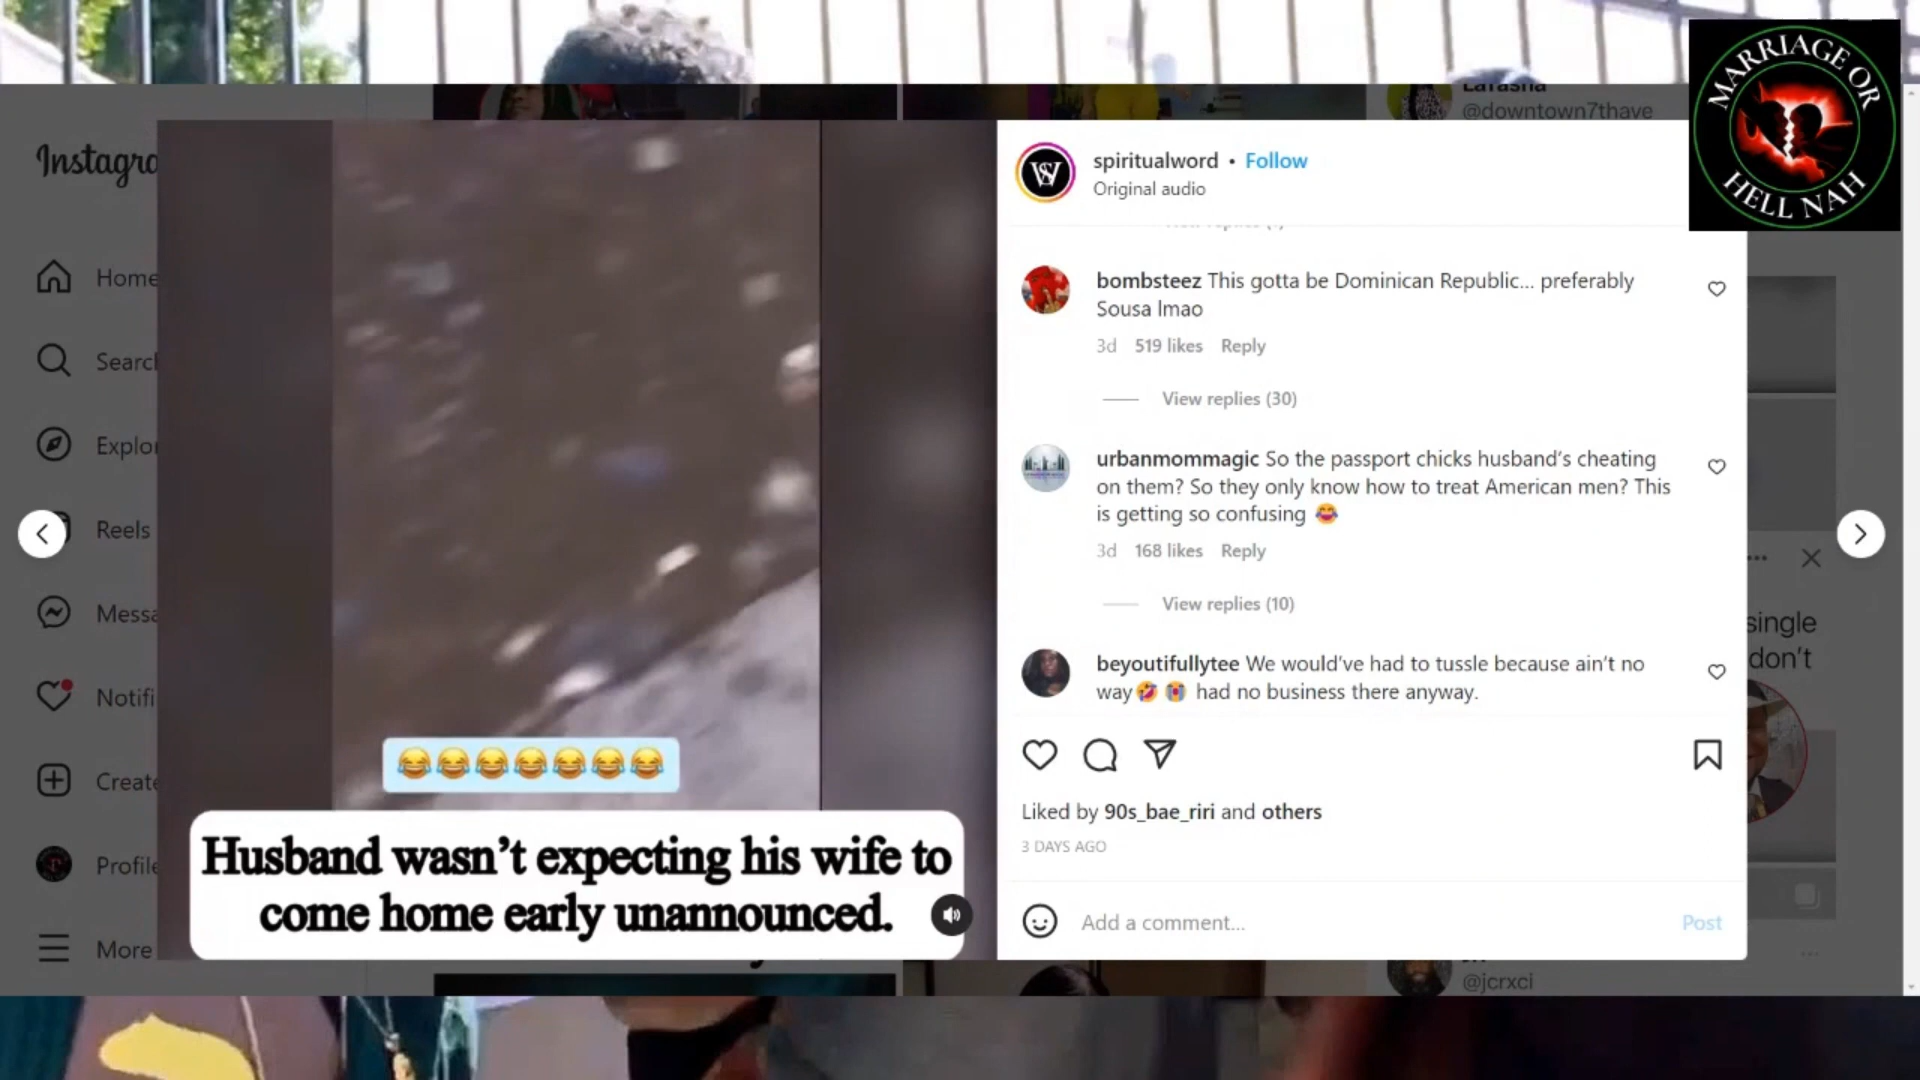 MARRIAGE OR
HELL NAH
@downtown7thave
Instagra
spiritualword • Follow
Original audio
Home
bombsteez This gotta be Dominican Republic... preferably
Sousa lmao
3d 519 likes Reply
View replies (30)
Search
Explor
urbanmommagic So the passport chicks husband's cheating
on them? So they only know how to treat American men? This
is getting so confusing 😂
3d 168 likes Reply
View replies (10)
Reels
Messa
single
don't
beyoutifullytee We would've had to tussle because ain't no
way🤣 😭 had no business there anyway.
Notifi
😂😂😂😂😂😂😂
Create
Liked by 90s_bae_riri and others
3 DAYS AGO
Profile
Husband wasn't expecting his wife to
come home early unannounced.
Add a comment... Post
More
@jcrxci